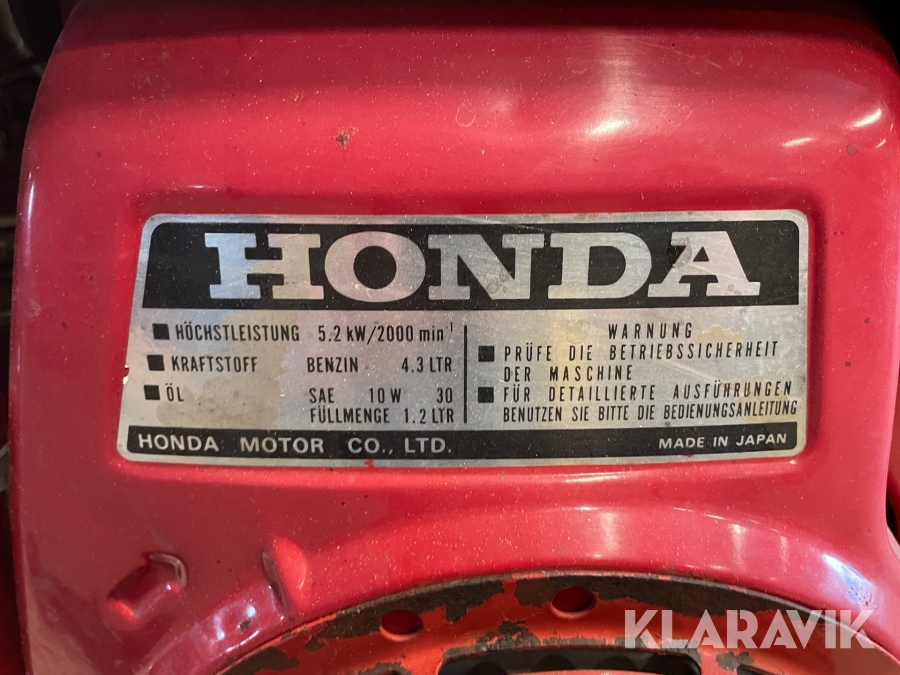 HONDA
■ HÖCHSTLEISTUNG 5.2 kW/2000 min⁻¹
■ KRAFTSTOFF BENZIN 4.3 LTR
■ ÖL SAE 10W 30
FÜLLMENGE 1.2 LTR
WARNUNG
■ PRÜFE DIE BETRIEBSSICHERHEIT
DER MASCHINE
■ FÜR DETAILLIERTE AUSFÜHRUNGEN
BENUTZEN SIE BITTE DIE BEDIENUNGSANLEITUNG
HONDA MOTOR CO., LTD.
MADE IN JAPAN
KLARAVIK